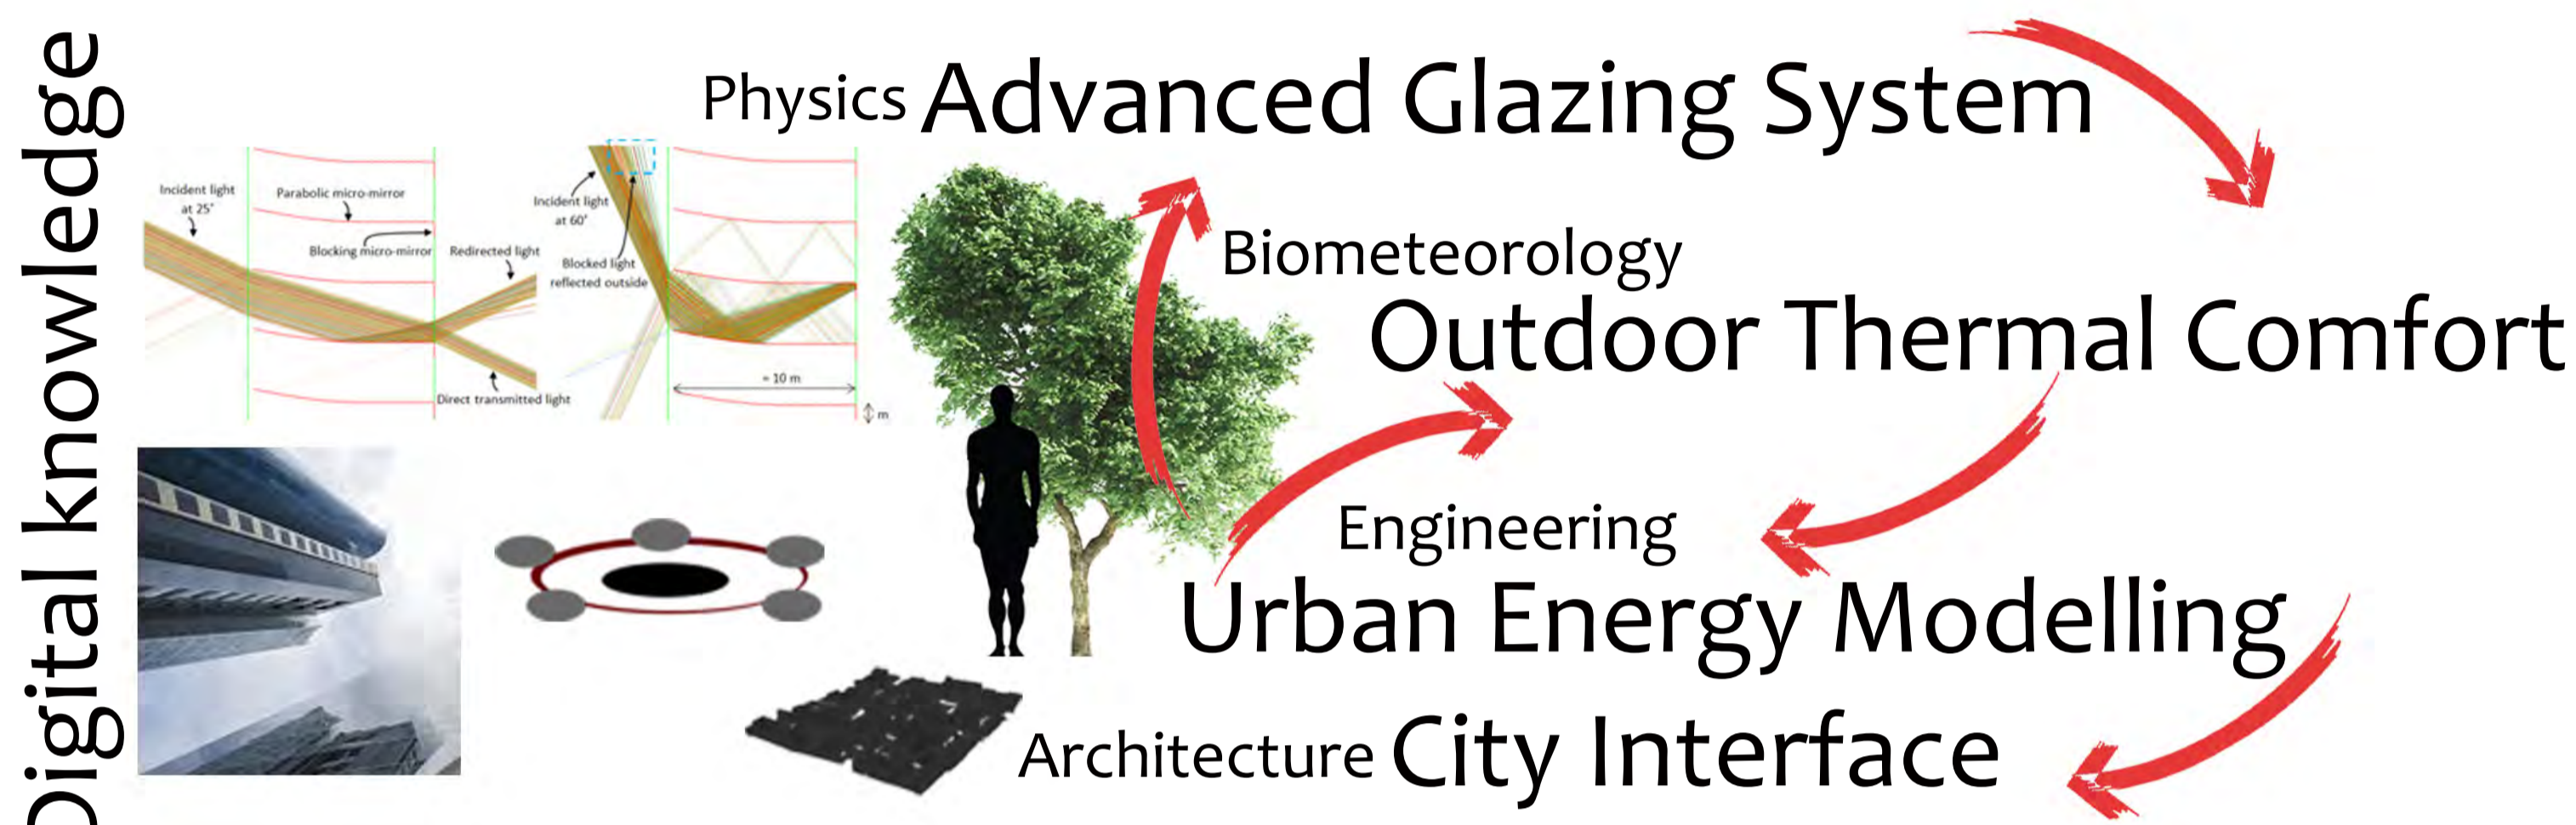 Digital knowledge
Physics Advanced Glazing System
Incident light
at 25°
Parabolic micro-mirror
Blocking micro-mirror
Redirected light
Direct transmitted light
Incident light
at 60°
Blocked light
reflected outside
≈ 10 m
m
Biometeorology
Outdoor Thermal Comfort
Engineering
Urban Energy Modelling
Architecture City Interface